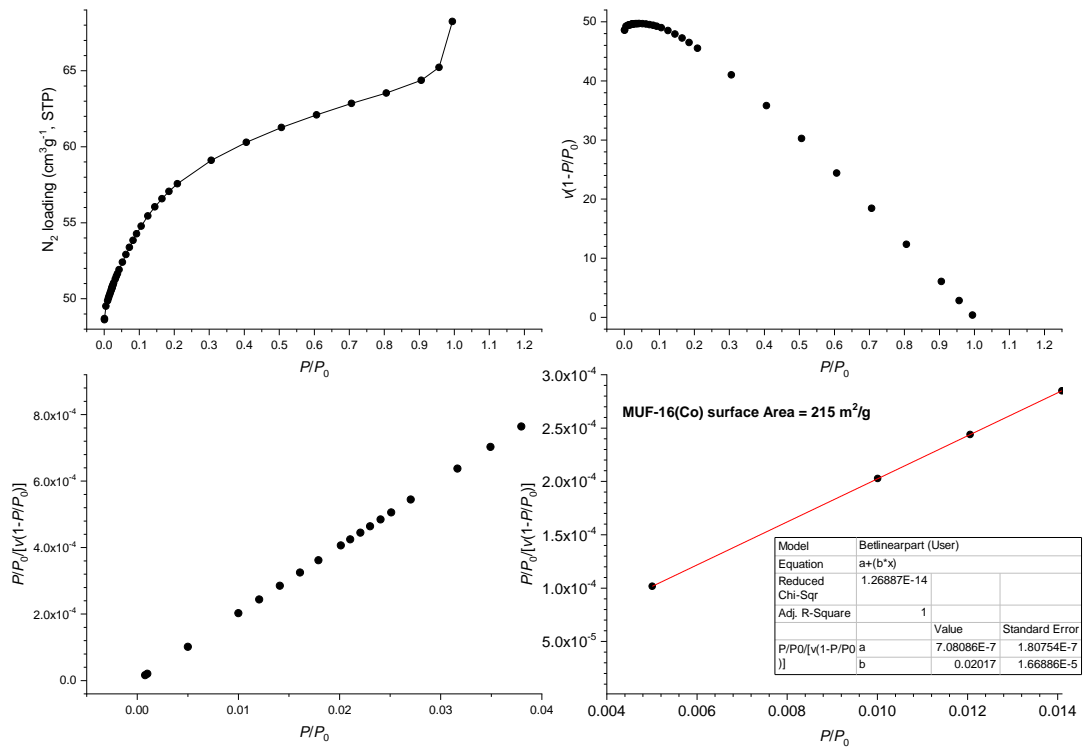 N₂ loading (cm³g⁻¹, STP)
65
60
55
50
0.0 0.1 0.2 0.3 0.4 0.5 0.6 0.7 0.8 0.9 1.0 1.1 1.2
P/P₀
v(1-P/P₀)
50
40
30
20
10
0
0.0 0.1 0.2 0.3 0.4 0.5 0.6 0.7 0.8 0.9 1.0 1.1 1.2
P/P₀
P/P₀/[v(1-P/P₀)]
8.0x10⁻⁴
6.0x10⁻⁴
4.0x10⁻⁴
2.0x10⁻⁴
0.0
0.00 0.01 0.02 0.03 0.04
P/P₀
P/P₀/[v(1-P/P₀)]
3.0x10⁻⁴
2.5x10⁻⁴
2.0x10⁻⁴
1.5x10⁻⁴
1.0x10⁻⁴
5.0x10⁻⁵
0.004 0.006 0.008 0.010 0.012 0.014
P/P₀
MUF-16(Co) surface Area = 215 m²/g
Model Betlinearpart (User)
Equation a+(b*x)
Reduced 1.26887E-14
Chi-Sqr
Adj. R-Square 1
Value Standard Error
P/P0/[v(1-P/P0 a 7.08086E-7 1.80754E-7
)] b 0.02017 1.66886E-5